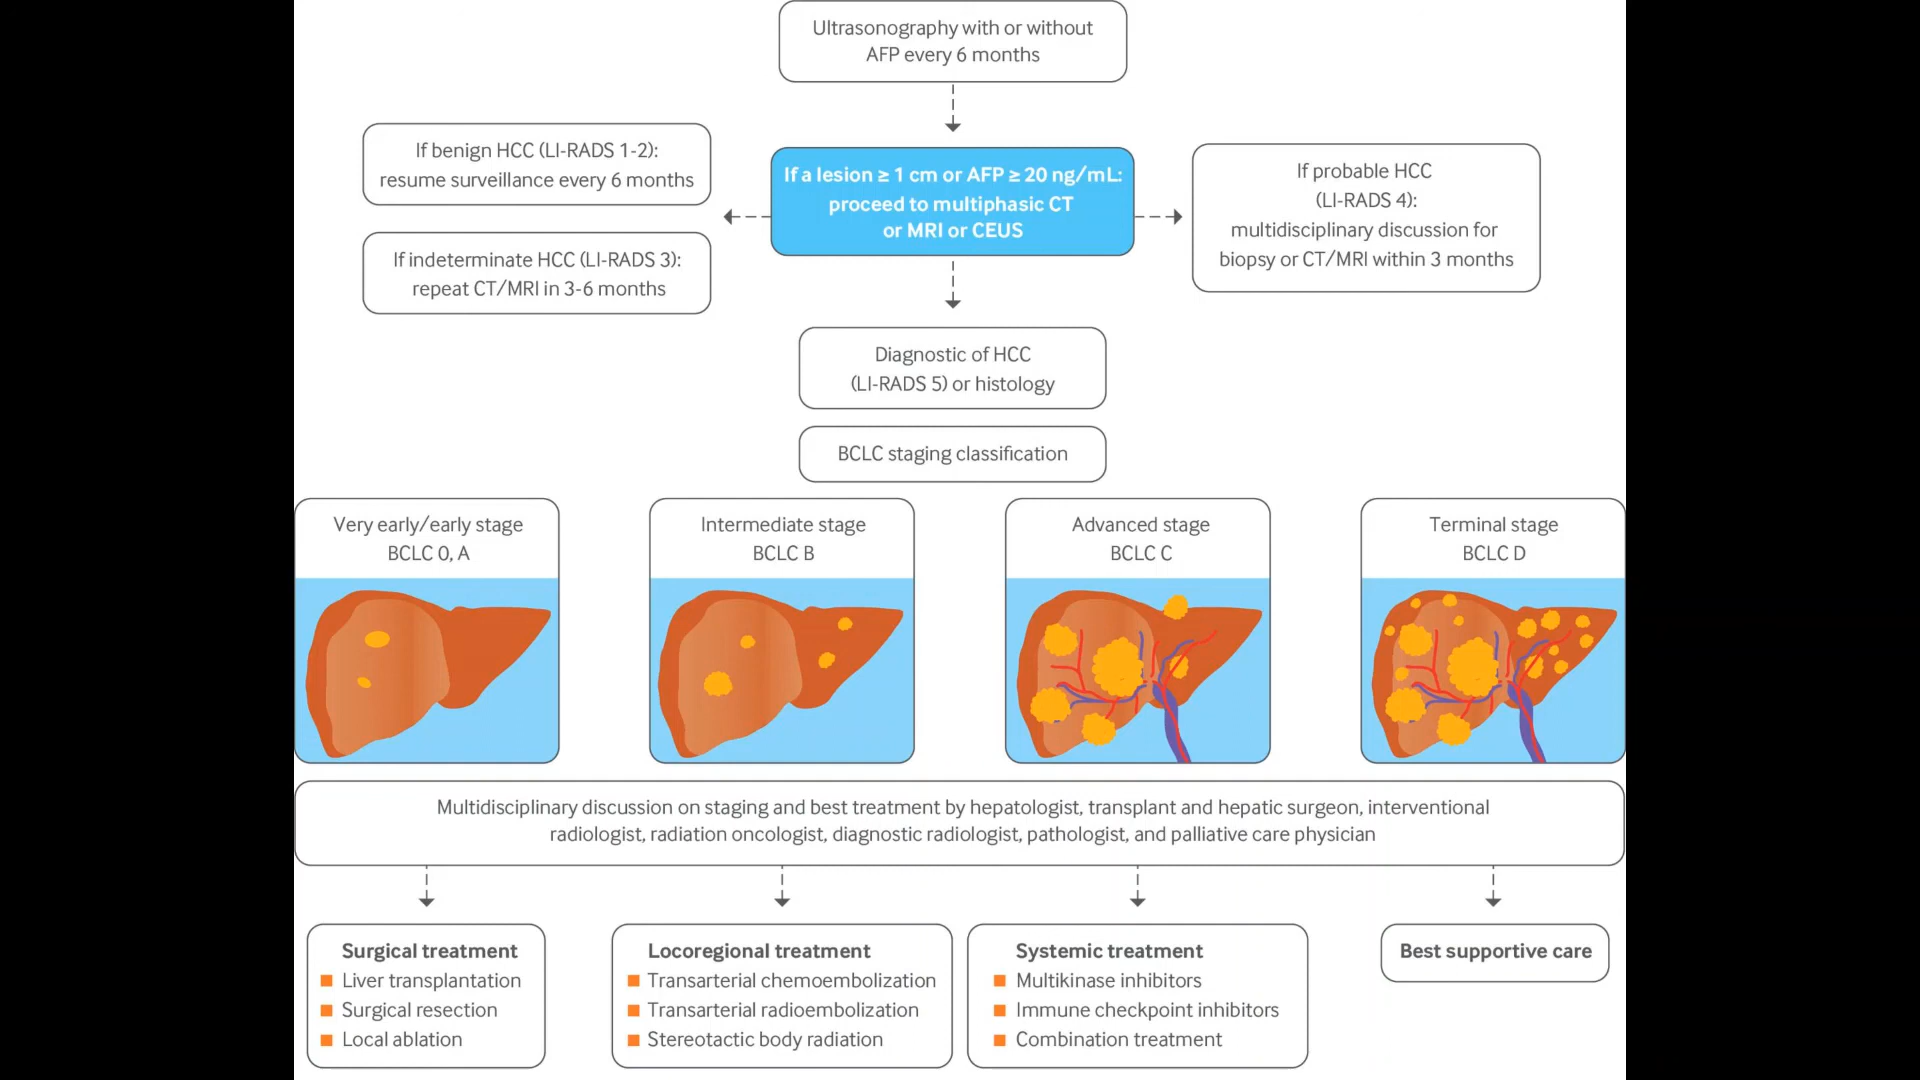 Ultrasonography with or without
AFP every 6 months
If benign HCC (LI-RADS 1-2):
resume surveillance every 6 months
If indeterminate HCC (LI-RADS 3):
repeat CT/MRI in 3-6 months
If a lesion ≥ 1 cm or AFP ≥ 20 ng/mL:
proceed to multiphasic CT
or MRI or CEUS
If probable HCC
(LI-RADS 4):
multidisciplinary discussion for
biopsy or CT/MRI within 3 months
Diagnostic of HCC
(LI-RADS 5) or histology
BCLC staging classification
Very early/early stage
BCLC 0, A
Intermediate stage
BCLC B
Advanced stage
BCLC C
Terminal stage
BCLC D
Multidisciplinary discussion on staging and best treatment by hepatologist, transplant and hepatic surgeon, interventional
radiologist, radiation oncologist, diagnostic radiologist, pathologist, and palliative care physician
Surgical treatment
Liver transplantation
Surgical resection
Local ablation
Locoregional treatment
Transarterial chemoembolization
Transarterial radioembolization
Stereotactic body radiation
Systemic treatment
Multikinase inhibitors
Immune checkpoint inhibitors
Combination treatment
Best supportive care